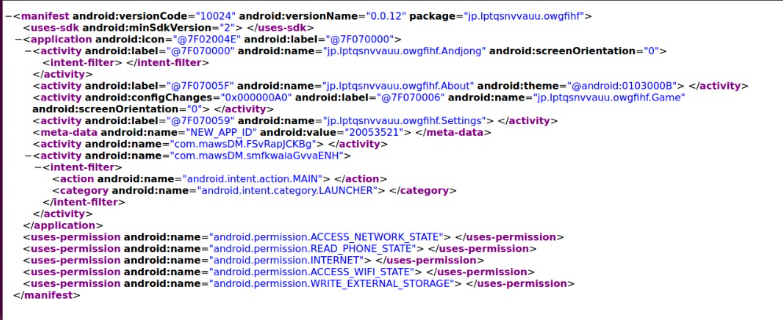 −<manifest android:versionCode="10024" android:versionName="0.0.12" package="jp.lptqsnvvauu.owgfihf">
<uses-sdk android:minSdkVersion="2"> </uses-sdk>
−<application android:icon="@7F02004E" android:label="@7F070000">
−<activity android:label="@7F070000" android:name="jp.lptqsnvvauu.owgfihf.Andjong" android:screenOrientation="0">
<intent-filter> </intent-filter>
</activity>
<activity android:label="@7F07005F" android:name="jp.lptqsnvvauu.owgfihf.About" android:theme="@android:0103000B"> </activity>
<activity android:configChanges="0x000000A0" android:label="@7F070006" android:name="jp.lptqsnvvauu.owgfihf.Game"
android:screenOrientation="0"> </activity>
<activity android:label="@7F070059" android:name="jp.lptqsnvvauu.owgfihf.Settings"> </activity>
<meta-data android:name="NEW_APP_ID" android:value="20053521"> </meta-data>
<activity android:name="com.mawsDM.FSvRapJCKBg"> </activity>
−<activity android:name="com.mawsDM.smfkwaiaGvvaENH">
−<intent-filter>
<action android:name="android.intent.action.MAIN"> </action>
<category android:name="android.intent.category.LAUNCHER"> </category>
</intent-filter>
</activity>
</application>
<uses-permission android:name="android.permission.ACCESS_NETWORK_STATE"> </uses-permission>
<uses-permission android:name="android.permission.READ_PHONE_STATE"> </uses-permission>
<uses-permission android:name="android.permission.INTERNET"> </uses-permission>
<uses-permission android:name="android.permission.ACCESS_WIFI_STATE"> </uses-permission>
<uses-permission android:name="android.permission.WRITE_EXTERNAL_STORAGE"> </uses-permission>
</manifest>